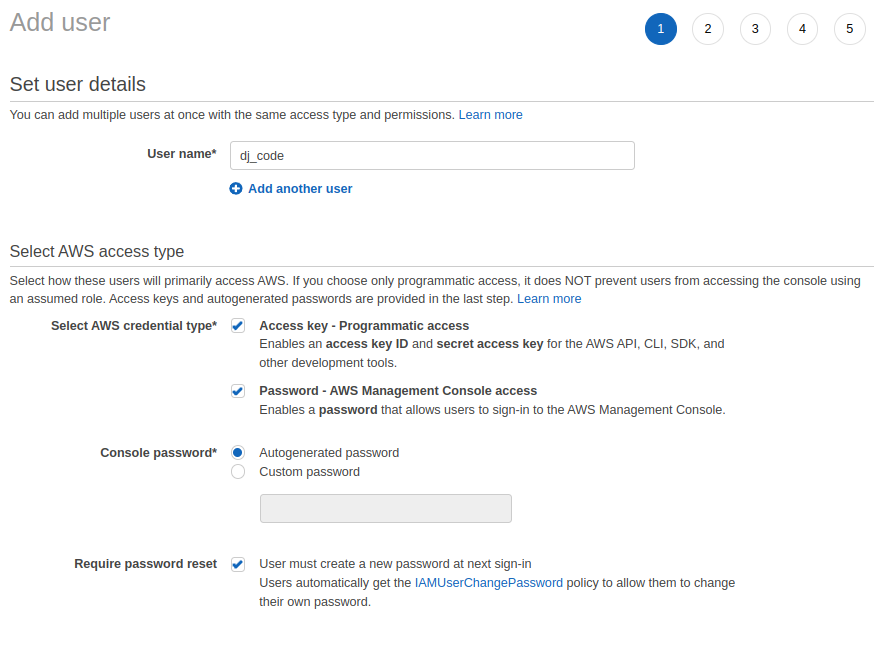 Add user
1 2 3 4 5
Set user details
You can add multiple users at once with the same access type and permissions. Learn more
User name* dj_code
Add another user
Select AWS access type
Select how these users will primarily access AWS. If you choose only programmatic access, it does NOT prevent users from accessing the console using
an assumed role. Access keys and autogenerated passwords are provided in the last step. Learn more
Select AWS credential type* Access key - Programmatic access
Enables an access key ID and secret access key for the AWS API, CLI, SDK, and
other development tools.
Password - AWS Management Console access
Enables a password that allows users to sign-in to the AWS Management Console.
Console password* Autogenerated password
Custom password
Require password reset User must create a new password at next sign-in
Users automatically get the IAMUserChangePassword policy to allow them to change
their own password.